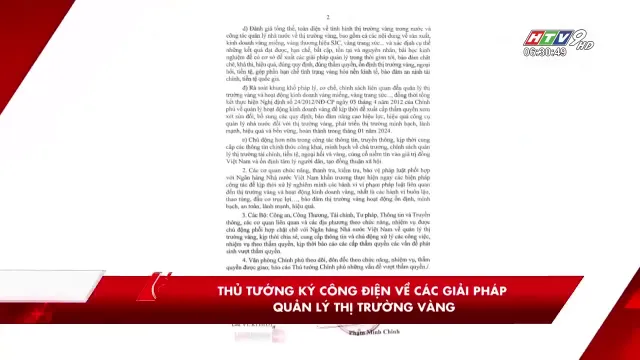 HTV9 HD
06:30:49
2
d) Đánh giá tổng thể, toàn diện về tình hình thị trường vàng trong nước và
công tác quản lý nhà nước về thị trường vàng, bao gồm cả các nội dung về sản xuất,
kinh doanh vàng miếng, vàng thương hiệu SJC, vàng trang sức... và xác định cụ thể
những kết quả đạt được, hạn chế, bất cập, tồn tại và nguyên nhân, bài học kinh
nghiệm để có cơ sở đề xuất các giải pháp quản lý trong thời gian tới, bảo đảm chặt
chẽ, khả thi, hiệu quả, đúng quy định, đúng thẩm quyền, ổn định thị trường vàng, ngoại
hối, tiền tệ, góp phần hạn chế tình trạng vàng hóa nền kinh tế, bảo đảm an ninh tài
chính, tiền tệ quốc gia.
đ) Rà soát khung khổ pháp lý, cơ chế, chính sách liên quan đến quản lý thị
trường vàng và hoạt động kinh doanh vàng miếng, vàng trang sức..., đồng thời tổng
kết thực hiện Nghị định số 24/2012/NĐ-CP ngày 03 tháng 4 năm 2012 của Chính
phủ về quản lý hoạt động kinh doanh vàng để kịp thời đề xuất cấp thẩm quyền xem
xét sửa đổi, bổ sung các quy định, bảo đảm nâng cao hiệu lực, hiệu quả công cụ
quản lý nhà nước đối với thị trường vàng, phát triển thị trường minh bạch, lành
mạnh, hiệu quả và bền vững, hoàn thành trong tháng 01 năm 2024.
e) Chủ động hơn nữa trong công tác thông tin, truyền thông, kịp thời cung
cấp các thông tin chính thức công khai, minh bạch về chủ trương, chính sách quản
lý thị trường tài chính, tiền tệ, ngoại hối và vàng, củng cố niềm tin vào giá trị đồng
Việt Nam và ổn định tâm lý người dân, tạo đồng thuận xã hội.
2. Các cơ quan chức năng, thanh tra, kiểm tra, bảo vệ pháp luật phối hợp
với Ngân hàng Nhà nước Việt Nam khẩn trương thực hiện ngay các biện pháp
công tác để kịp thời xử lý nghiêm minh các hành vi vi phạm pháp luật liên quan
đến thị trường vàng và hoạt động kinh doanh vàng, nhất là các hành vi buôn lậu,
thao túng, đầu cơ trục lợi..., bảo đảm thị trường vàng hoạt động ổn định, minh
bạch, an toàn, lành mạnh, hiệu quả.
3. Các Bộ: Công an, Công Thương, Tài chính, Tư pháp, Thông tin và Truyền
thông, các cơ quan liên quan và các địa phương theo chức năng, nhiệm vụ được giao
chủ động phối hợp chặt chẽ với Ngân hàng Nhà nước Việt Nam về quản lý thị
trường vàng, kịp thời chia sẻ, cung cấp thông tin và chủ động xử lý các công việc,
nhiệm vụ theo thẩm quyền, kịp thời báo cáo các cấp thẩm quyền các vấn đề phát
sinh vượt thẩm quyền.
4. Văn phòng Chính phủ theo dõi, đôn đốc theo chức năng, nhiệm vụ, thẩm
quyền được giao, báo cáo Thủ tướng Chính phủ những vấn đề vượt thẩm quyền./.
THỦ TƯỚNG KÝ CÔNG ĐIỆN VỀ CÁC GIẢI PHÁP
QUẢN LÝ THỊ TRƯỜNG VÀNG
Phạm Minh Chính